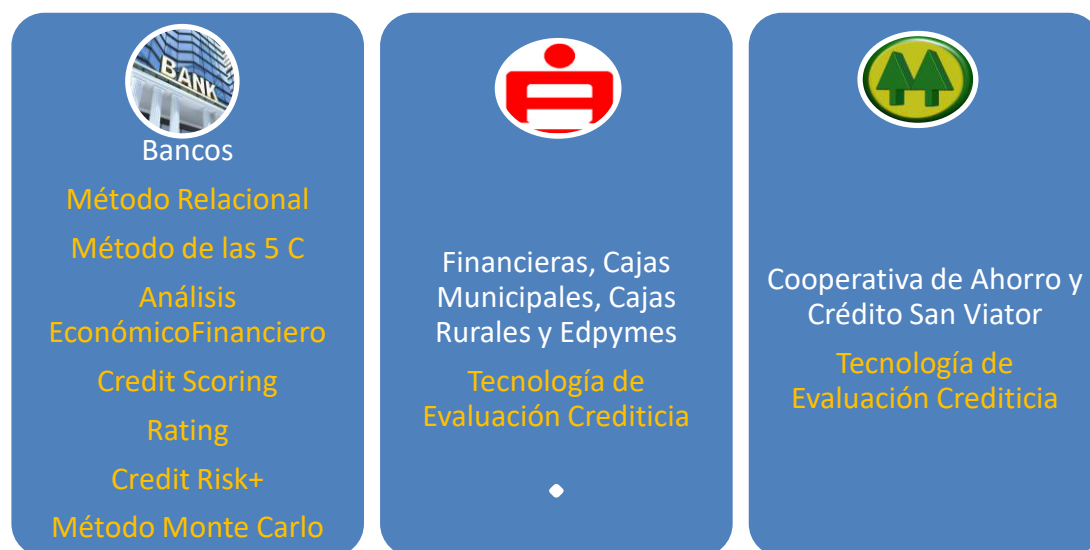 BANK
Bancos
Método Relacional
Método de las 5 C
Análisis
EconómicoFinanciero
Credit Scoring
Rating
Credit Risk+
Método Monte Carlo
Financieras, Cajas
Municipales, Cajas
Rurales y Edpymes
Tecnología de
Evaluación Crediticia
Cooperativa de Ahorro y
Crédito San Viator
Tecnología de
Evaluación Crediticia